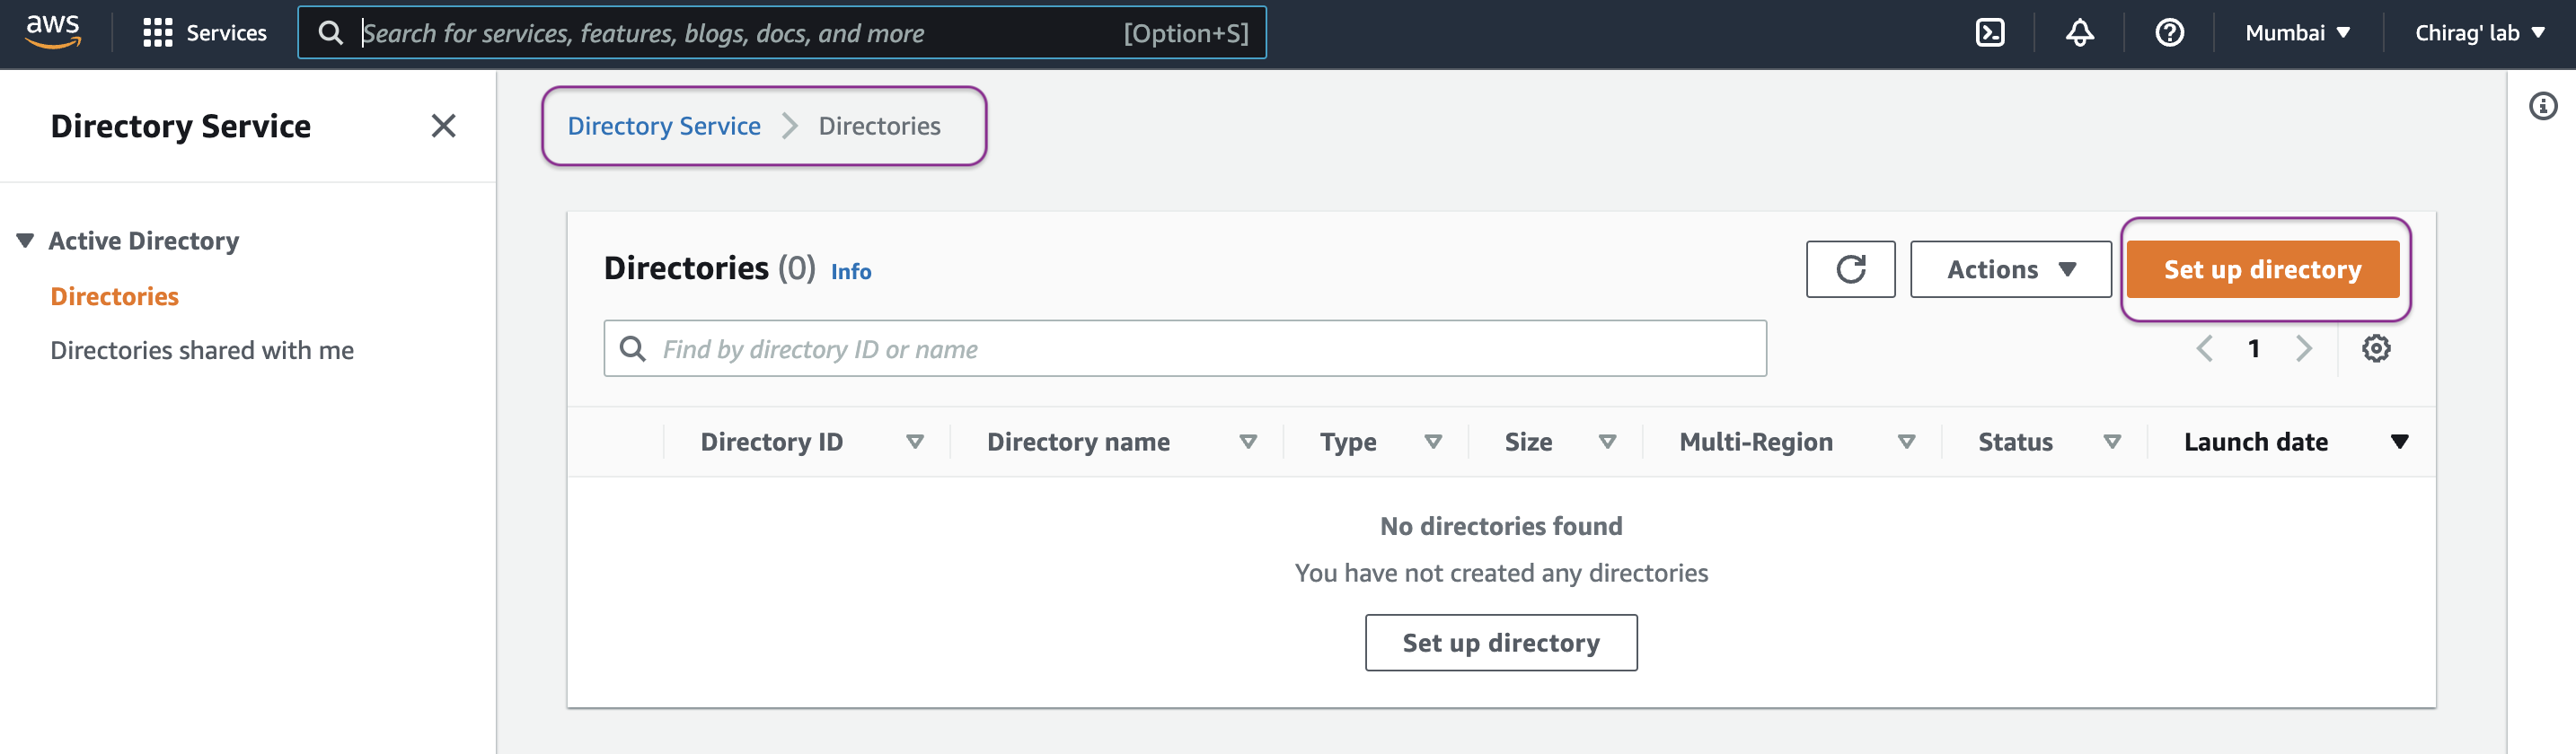 aws Services Search for services, features, blogs, docs, and more [Option+S] Mumbai Chirag' lab
Directory Service
Directory Service Directories
Active Directory
Directories
Directories shared with me
Directories (0) Info Actions Set up directory
Find by directory ID or name 1
Directory ID Directory name Type Size Multi-Region Status Launch date
No directories found
You have not created any directories
Set up directory